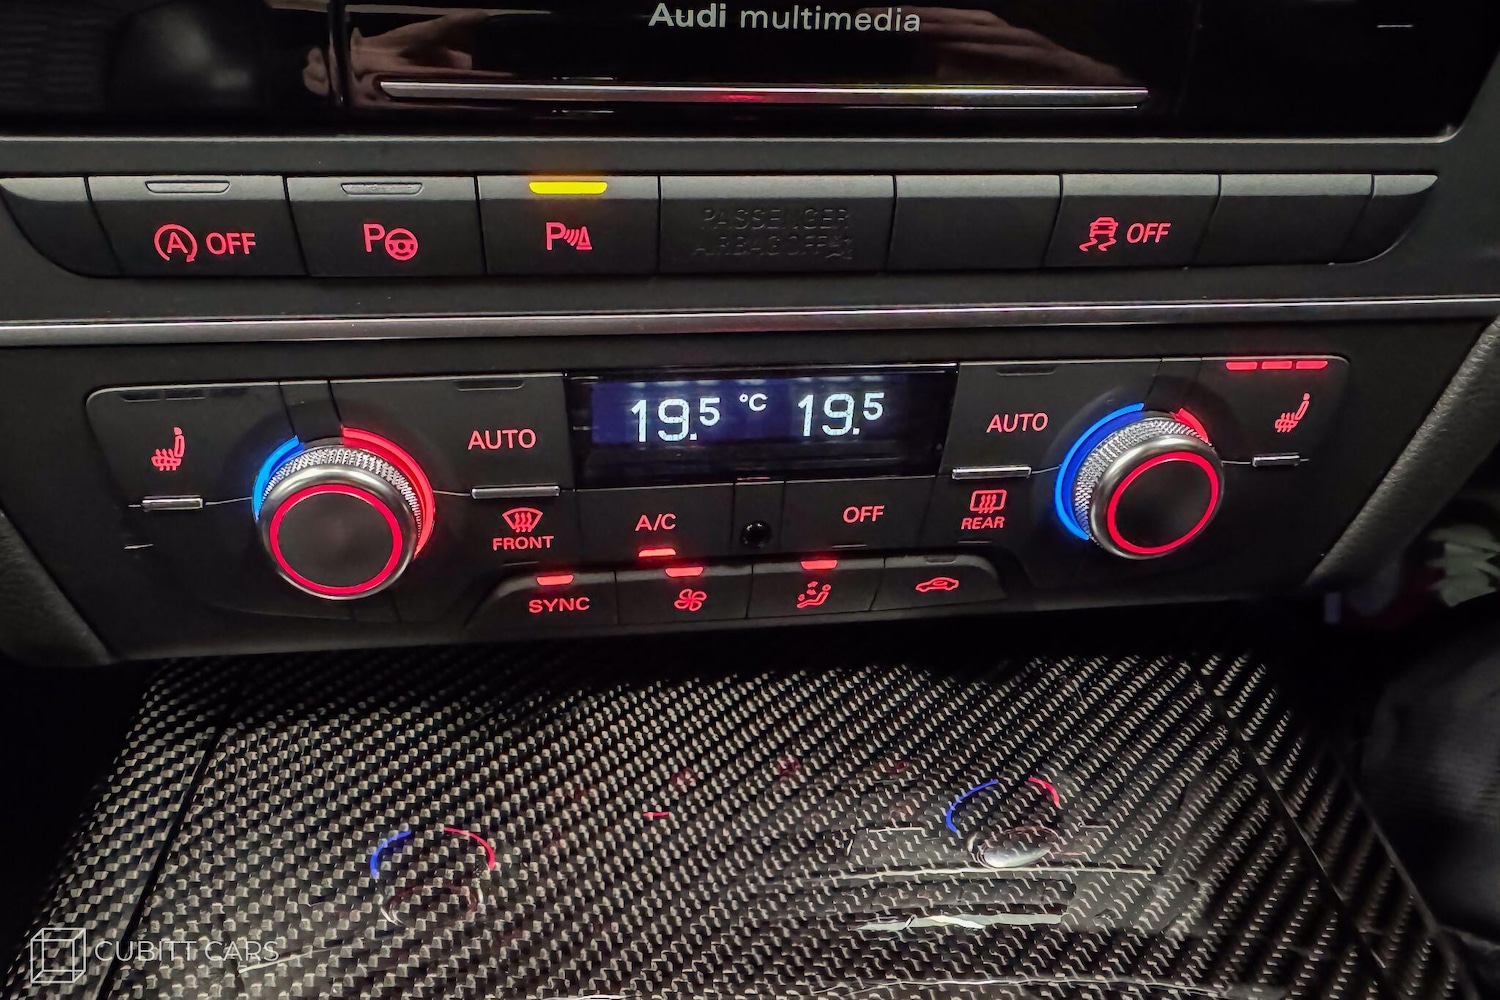 Audi multimedia
A OFF
P
P
PASSENGER
AIRBAG OFF
OFF
AUTO
19.5 °C 19.5
AUTO
FRONT
A/C
OFF
REAR
SYNC
CUBITT CARS